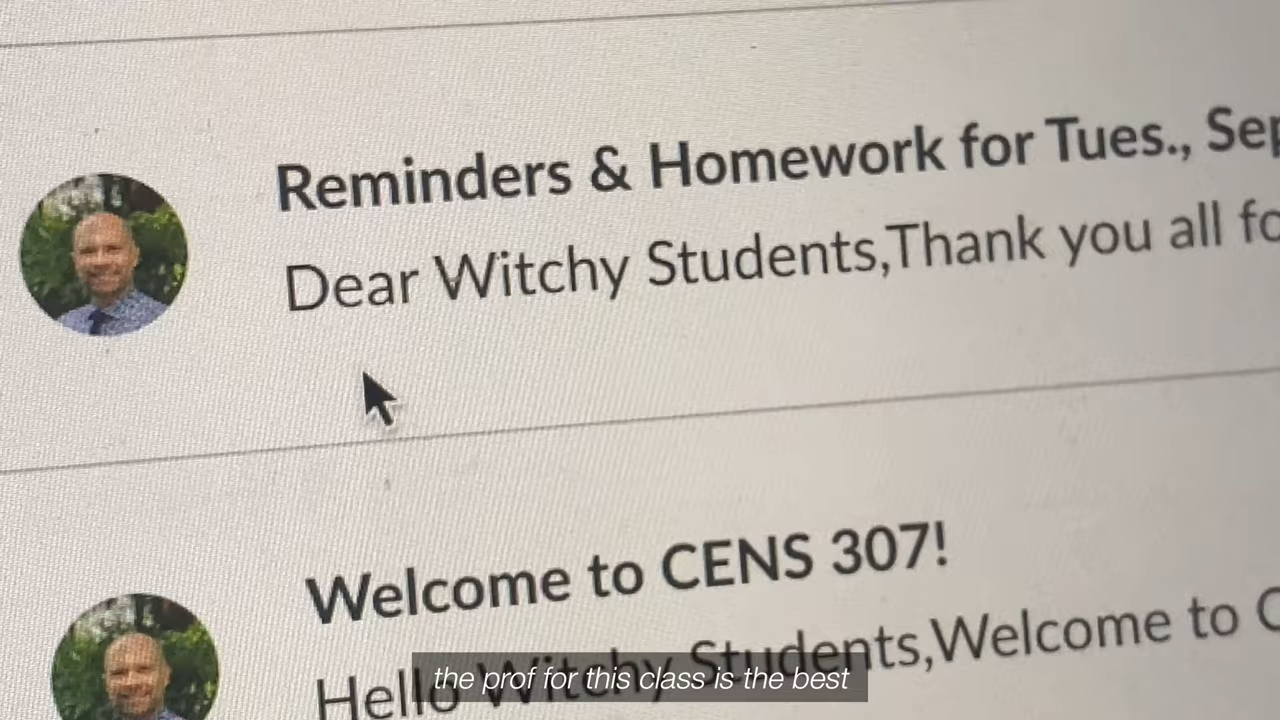 Reminders & Homework for Tues., Sep
Dear Witchy Students,Thank you all fo
Welcome to CENS 307!
Hello Witchy Students,Welcome to C
the prof for this class is the best